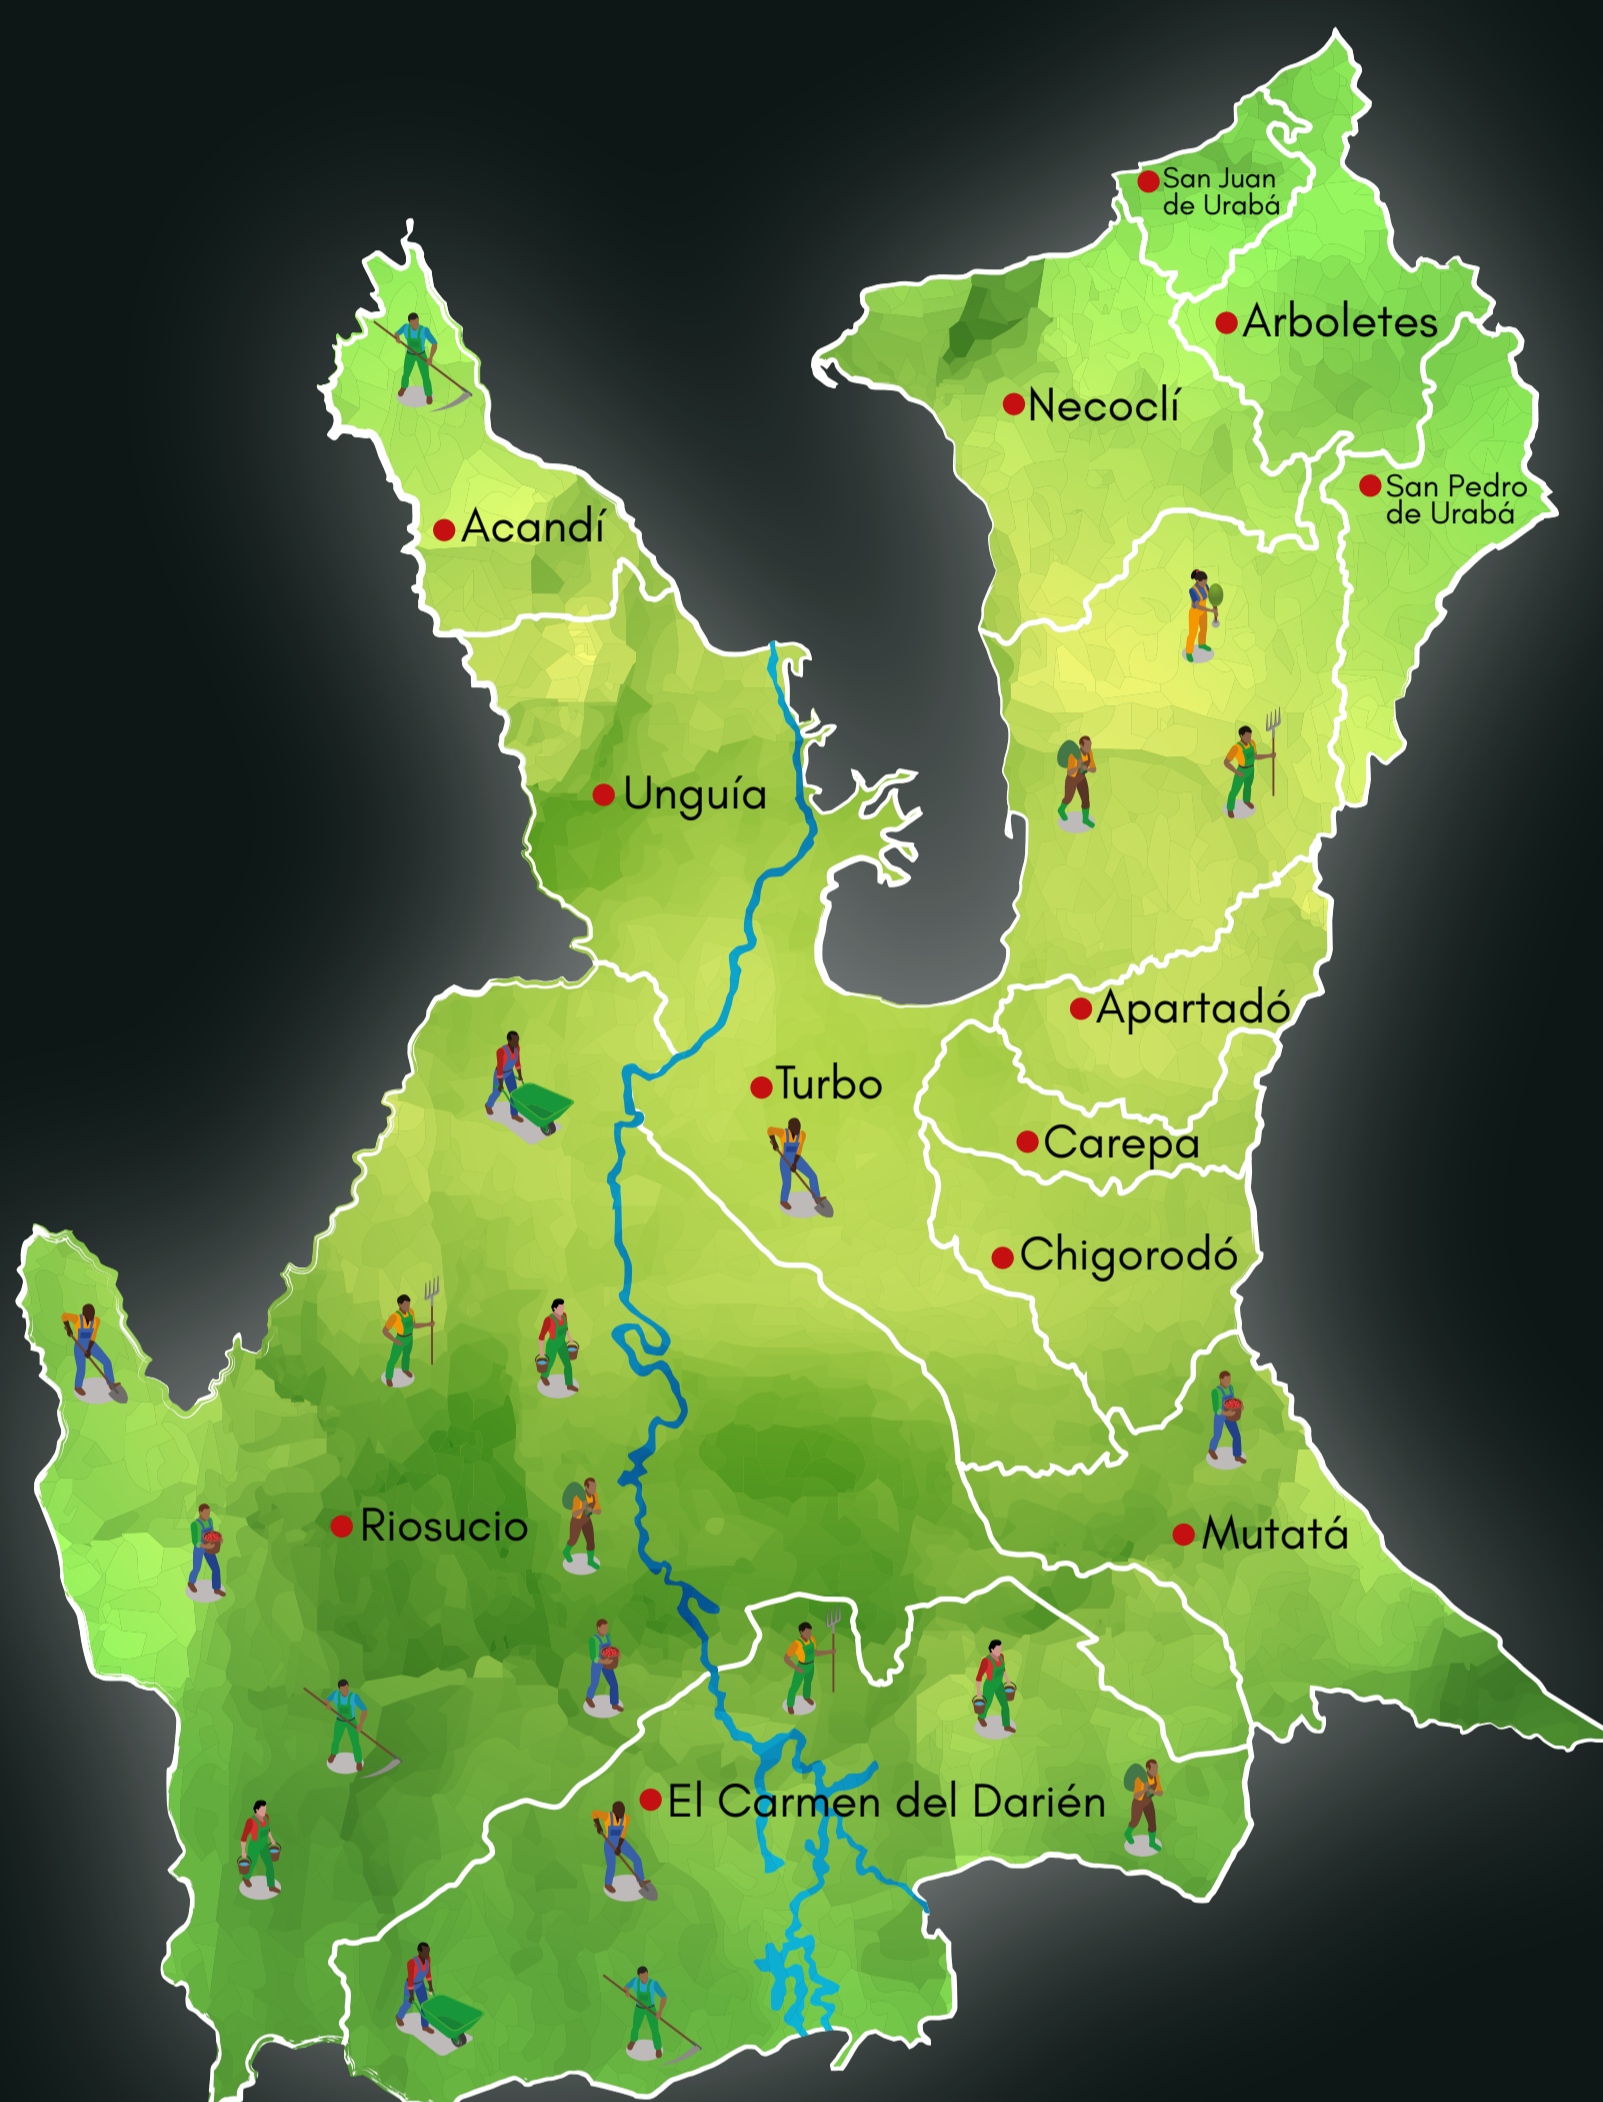 San Juan
de Urabá
Arboletes
Necoclí
San Pedro
de Urabá
Acandí
Unguía
Apartadó
Turbo
Carepa
Chigorodó
Riosucio
Mutatá
El Carmen del Darién